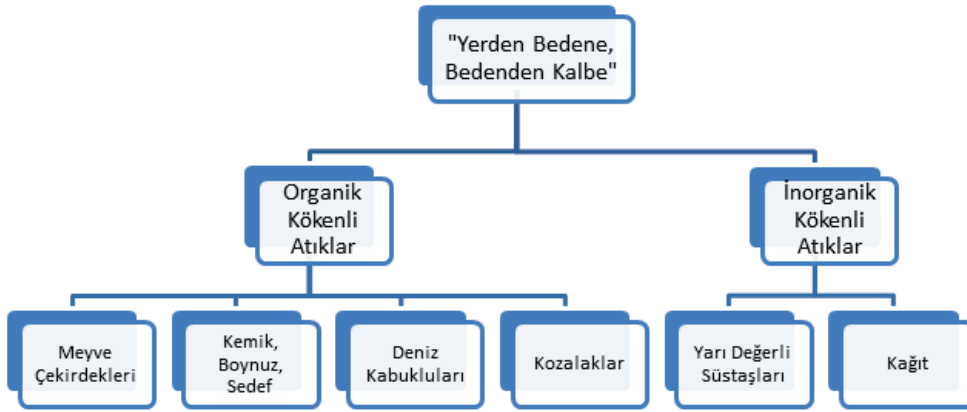 "Yerden Bedene,
Bedenden Kalbe"
Organik
Kökenli
Atıklar
İnorganik
Kökenli
Atıklar
Meyve
Çekirdekleri
Kemik,
Boynuz,
Sedef
Deniz
Kabukluları
Kozalaklar
Yarı Değerli
Süstaşları
Kağıt